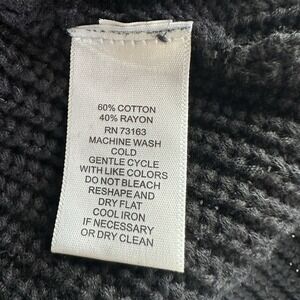 60% COTTON
40% RAYON
RN 73163
MACHINE WASH
COLD
GENTLE CYCLE
WITH LIKE COLORS
DO NOT BLEACH
RESHAPE AND
DRY FLAT
COOL IRON
IF NECESSARY
OR DRY CLEAN